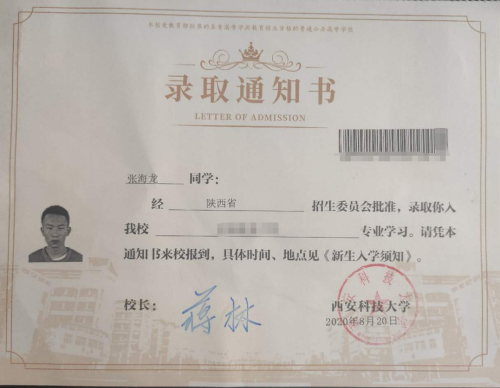 录取通知书
LETTER OF ADMISSION
张海龙 同学:
经 陕西省 招生委员会批准,录取你入
我校 专业学习。请凭本
通知书来校报到,具体时间、地点见《新生入学须知》。
校长: 蒋林
西安科技大学
2020年8月20日